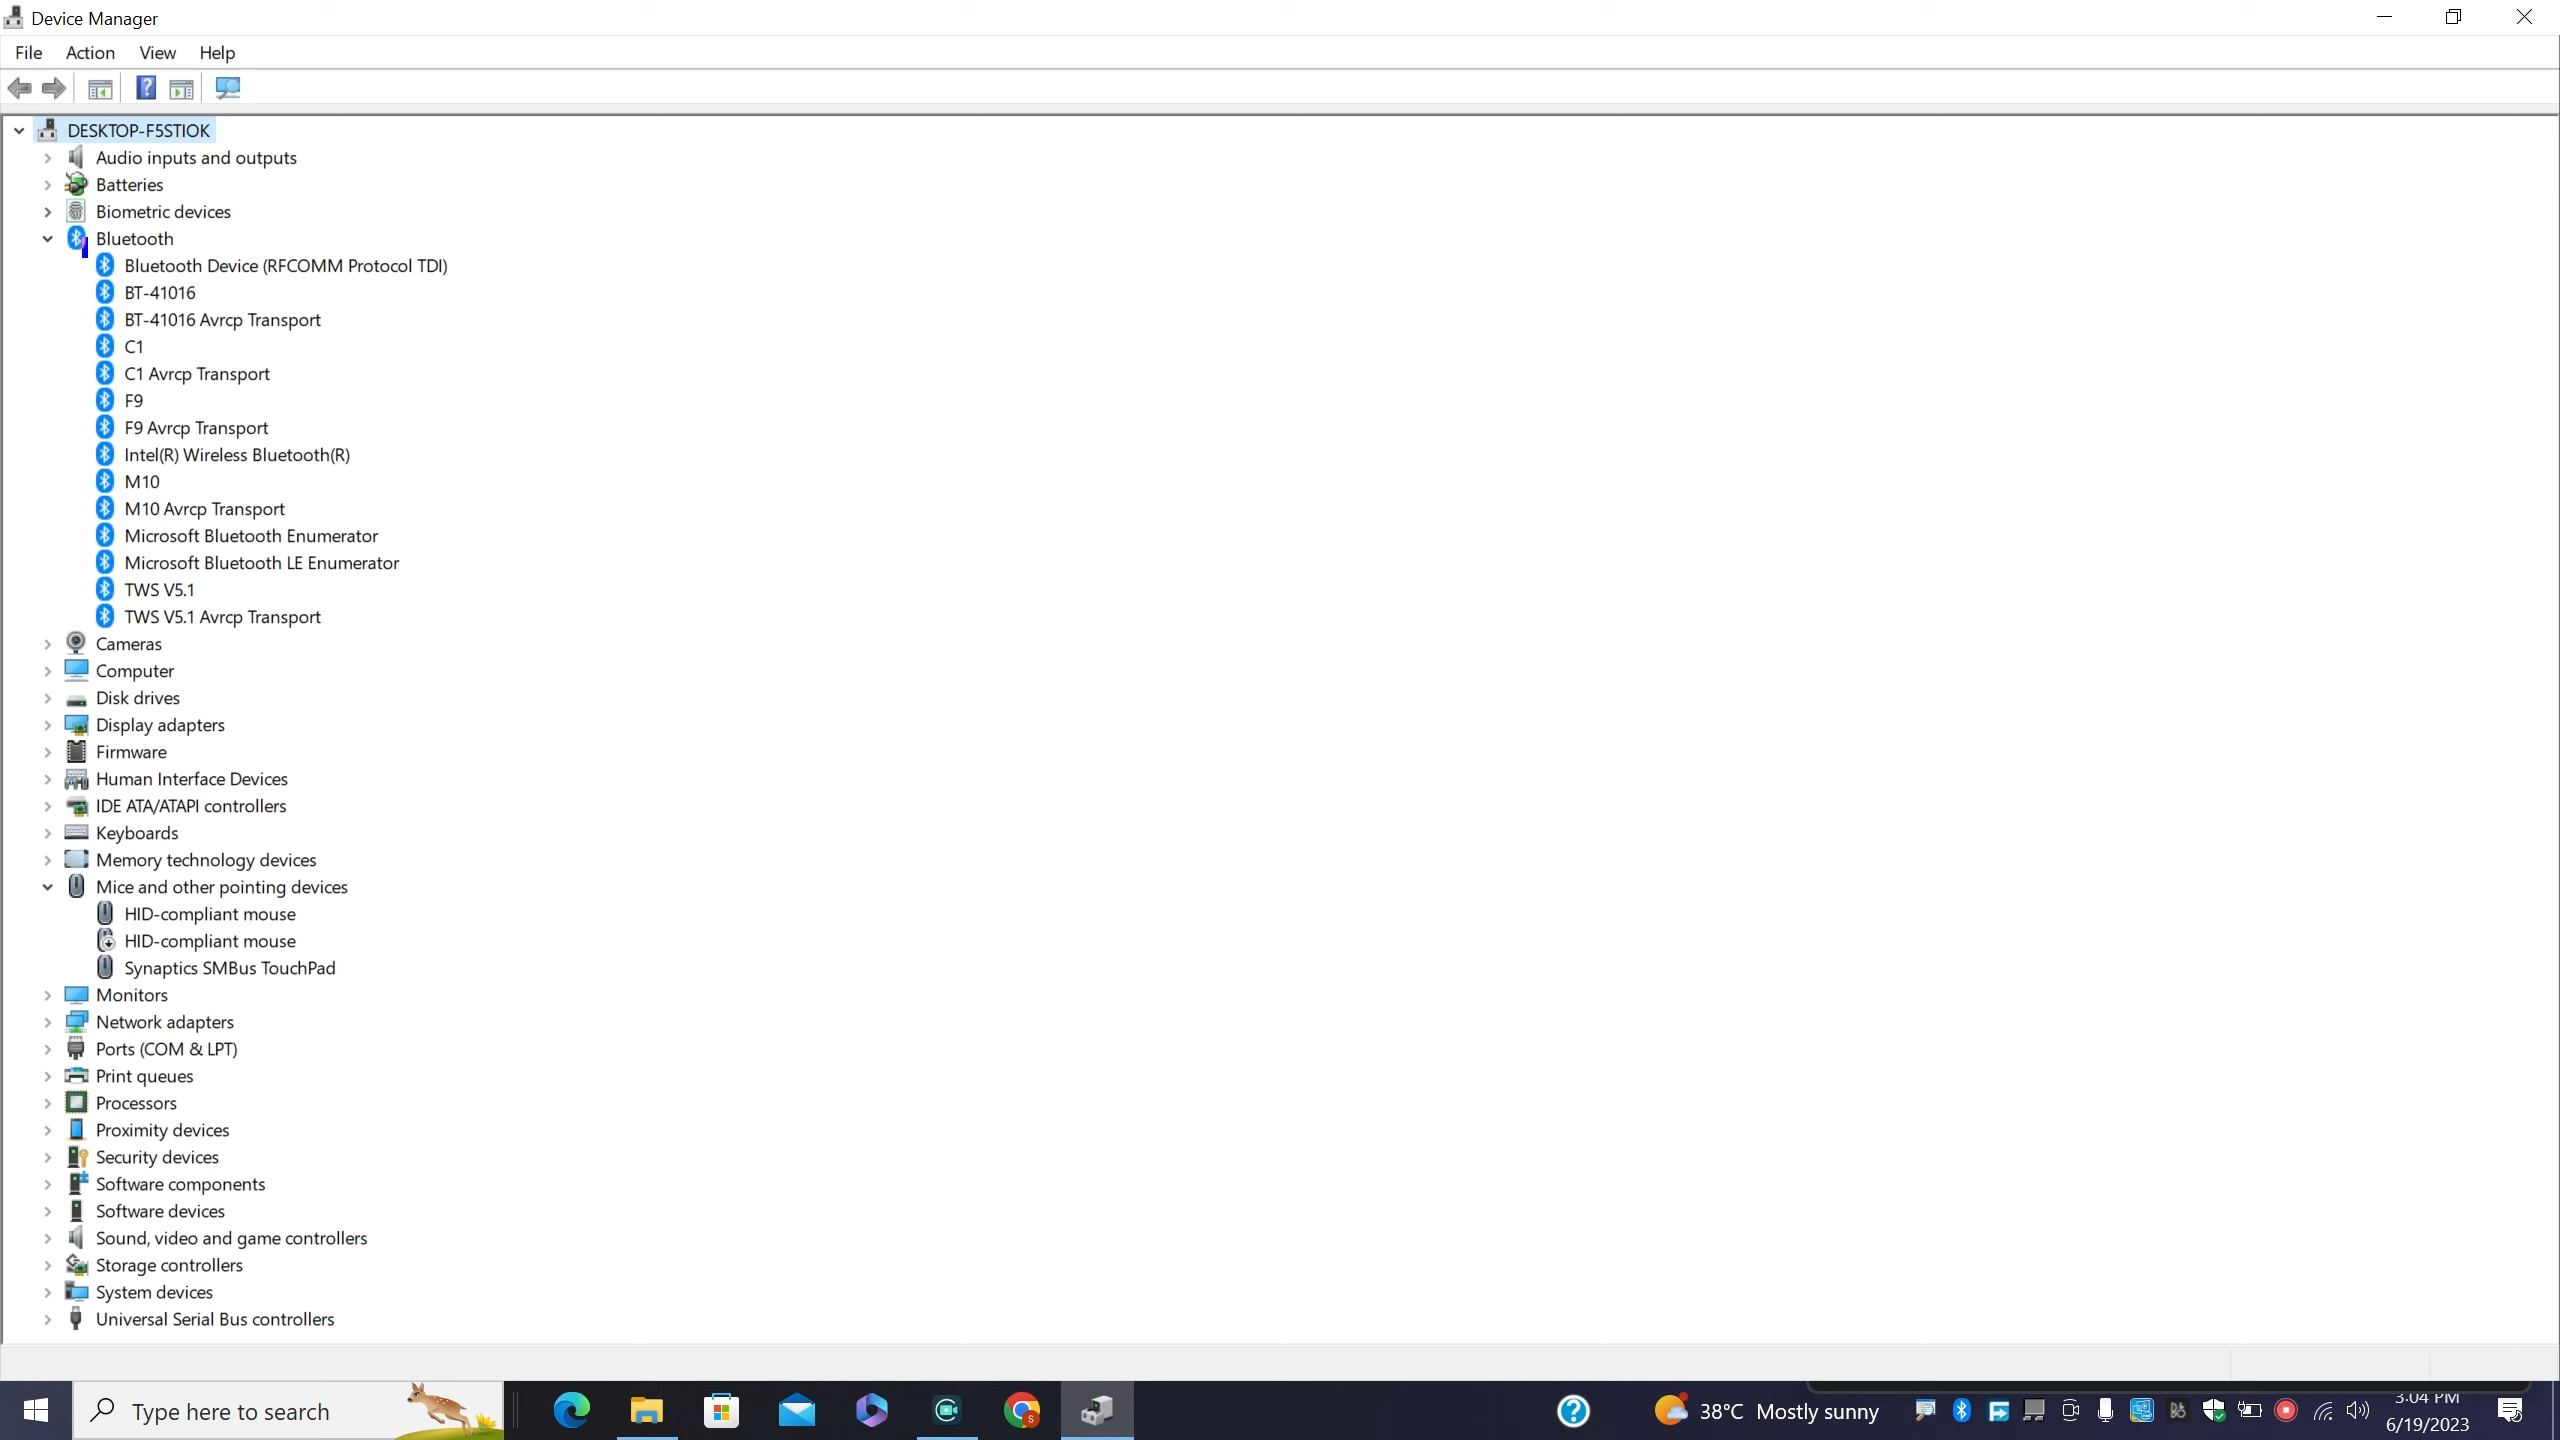 Device Manager
File Action View Help
DESKTOP-F5STIOK
Audio inputs and outputs
Batteries
Biometric devices
Bluetooth
Bluetooth Device (RFCOMM Protocol TDI)
BT-41016
BT-41016 Avrcp Transport
C1
C1 Avrcp Transport
F9
F9 Avrcp Transport
Intel(R) Wireless Bluetooth(R)
M10
M10 Avrcp Transport
Microsoft Bluetooth Enumerator
Microsoft Bluetooth LE Enumerator
TWS V5.1
TWS V5.1 Avrcp Transport
Cameras
Computer
Disk drives
Display adapters
Firmware
Human Interface Devices
IDE ATA/ATAPI controllers
Keyboards
Memory technology devices
Mice and other pointing devices
HID-compliant mouse
HID-compliant mouse
Synaptics SMBus TouchPad
Monitors
Network adapters
Ports (COM & LPT)
Print queues
Processors
Proximity devices
Security devices
Software components
Software devices
Sound, video and game controllers
Storage controllers
System devices
Universal Serial Bus controllers
Type here to search
38°C Mostly sunny
3:04 PM
6/19/2023